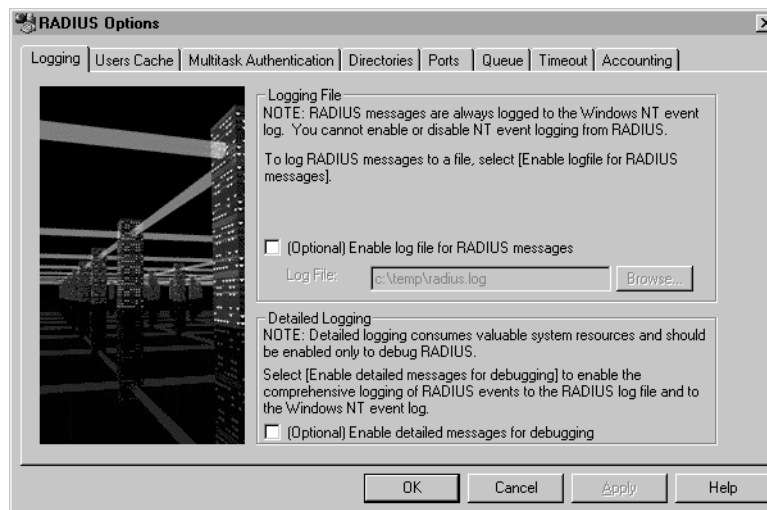 RADIUS Options
Logging Users Cache Multitask Authentication Directories Ports Queue Timeout Accounting
Logging File
NOTE: RADIUS messages are always logged to the Windows NT event
log. You cannot enable or disable NT event logging from RADIUS.
To log RADIUS messages to a file, select [Enable logfile for RADIUS
messages].
(Optional) Enable log file for RADIUS messages
Log File: c:\temp\radius.log Browse...
Detailed Logging
NOTE: Detailed logging consumes valuable system resources and should
be enabled only to debug RADIUS.
Select [Enable detailed messages for debugging] to enable the
comprehensive logging of RADIUS events to the RADIUS log file and to
the Windows NT event log.
(Optional) Enable detailed messages for debugging
OK Cancel Apply Help